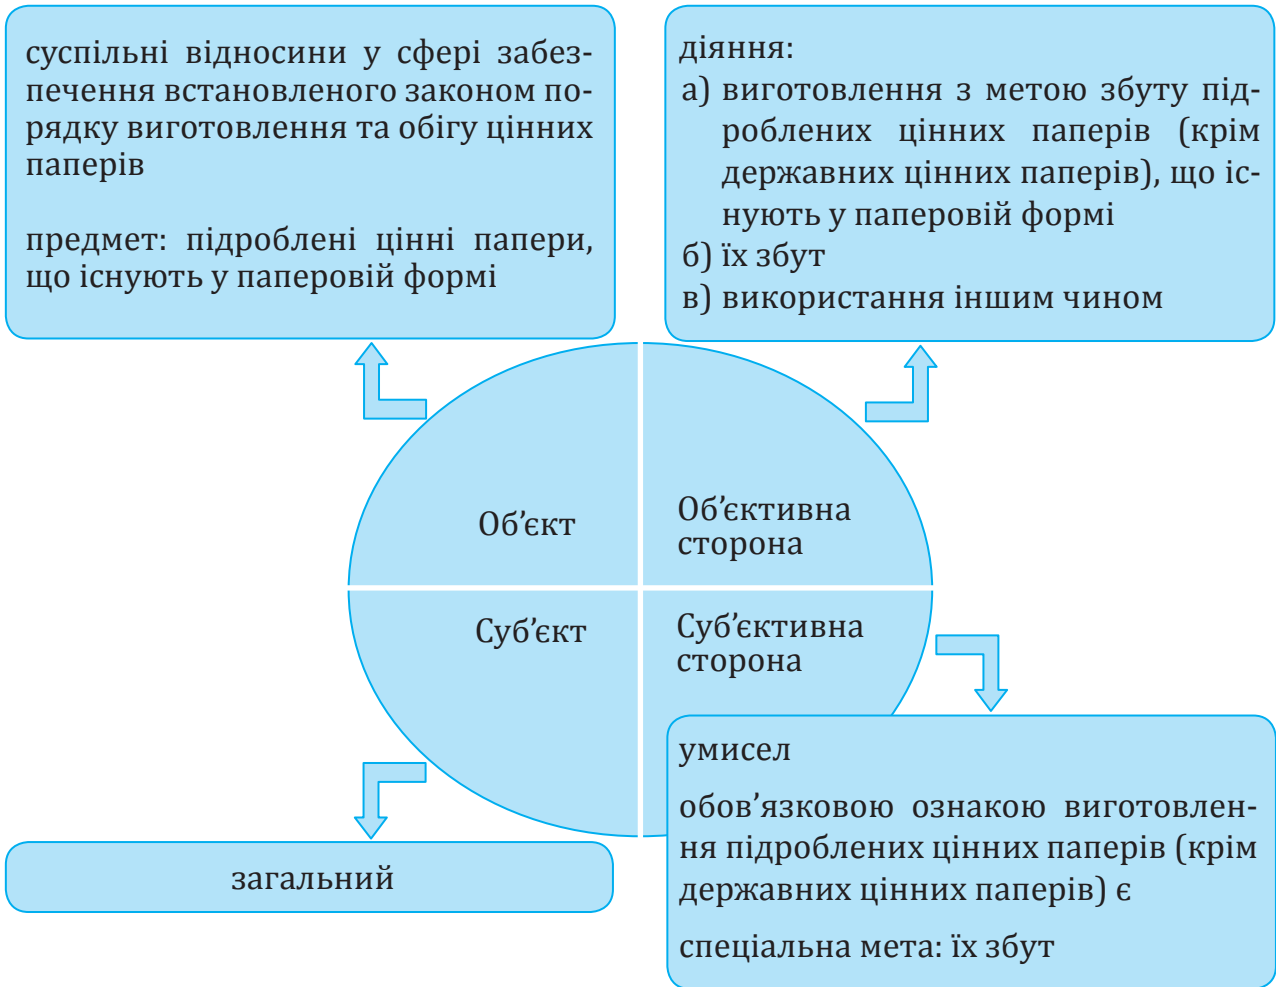 суспільні відносини у сфері забез-
печення встановленого законом по-
рядку виготовлення та обігу цінних
паперів
предмет: підроблені цінні папери,
що існують у паперовій формі
діяння:
а) виготовлення з метою збуту під-
роблених цінних паперів (крім
державних цінних паперів), що іс-
нують у паперовій формі
б) їх збут
в) використання іншим чином
Об’єкт
Об’єктивна
сторона
Суб’єкт
Суб’єктивна
сторона
загальний
умисел
обов’язковою ознакою виготовлен-
ня підроблених цінних паперів (крім
державних цінних паперів) є
спеціальна мета: їх збут